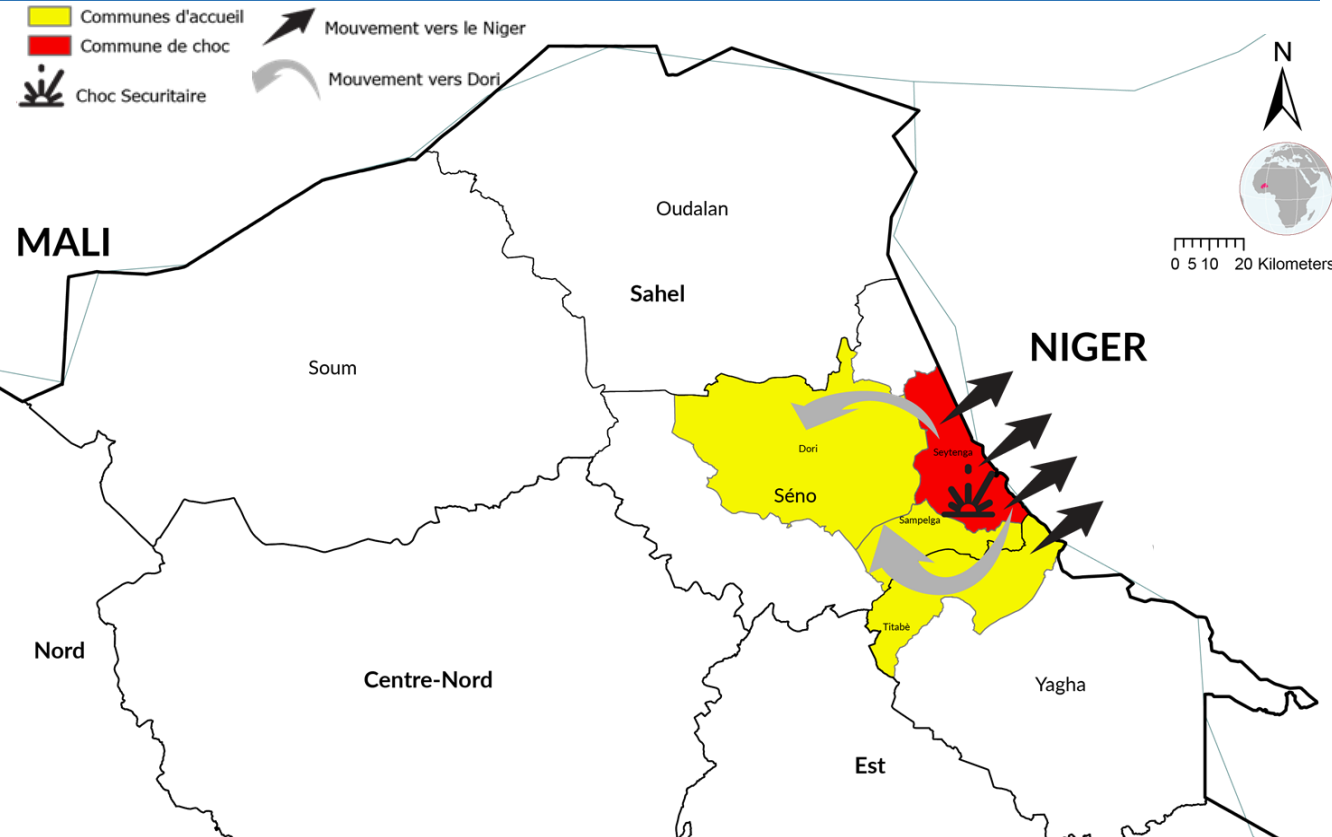 Communes d'accueil
Commune de choc
Choc Securitaire
Mouvement vers le Niger
Mouvement vers Dori
N
0 5 10 20 Kilometers
MALI
Oudalan
Sahel
Soum
NIGER
Dori
Seytenga
Séno
Sampelga
Titabè
Nord
Centre-Nord
Yagha
Est